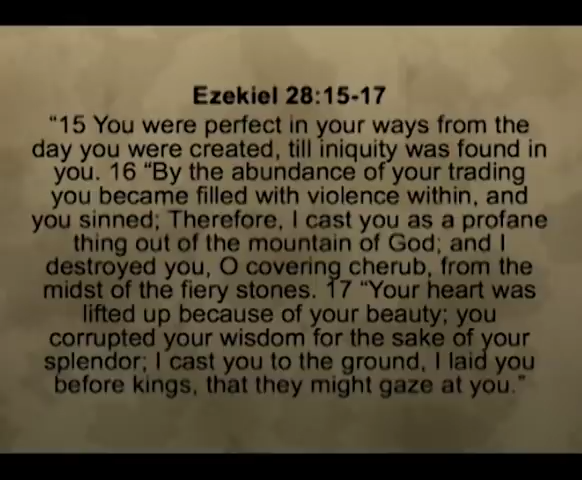 Ezekiel 28:15-17
“15 You were perfect in your ways from the
day you were created, till iniquity was found in
you. 16 “By the abundance of your trading
you became filled with violence within, and
you sinned; Therefore, I cast you as a profane
thing out of the mountain of God; and I
destroyed you, O covering cherub, from the
midst of the fiery stones. 17 “Your heart was
lifted up because of your beauty; you
corrupted your wisdom for the sake of your
splendor; I cast you to the ground, I laid you
before kings, that they might gaze at you.”